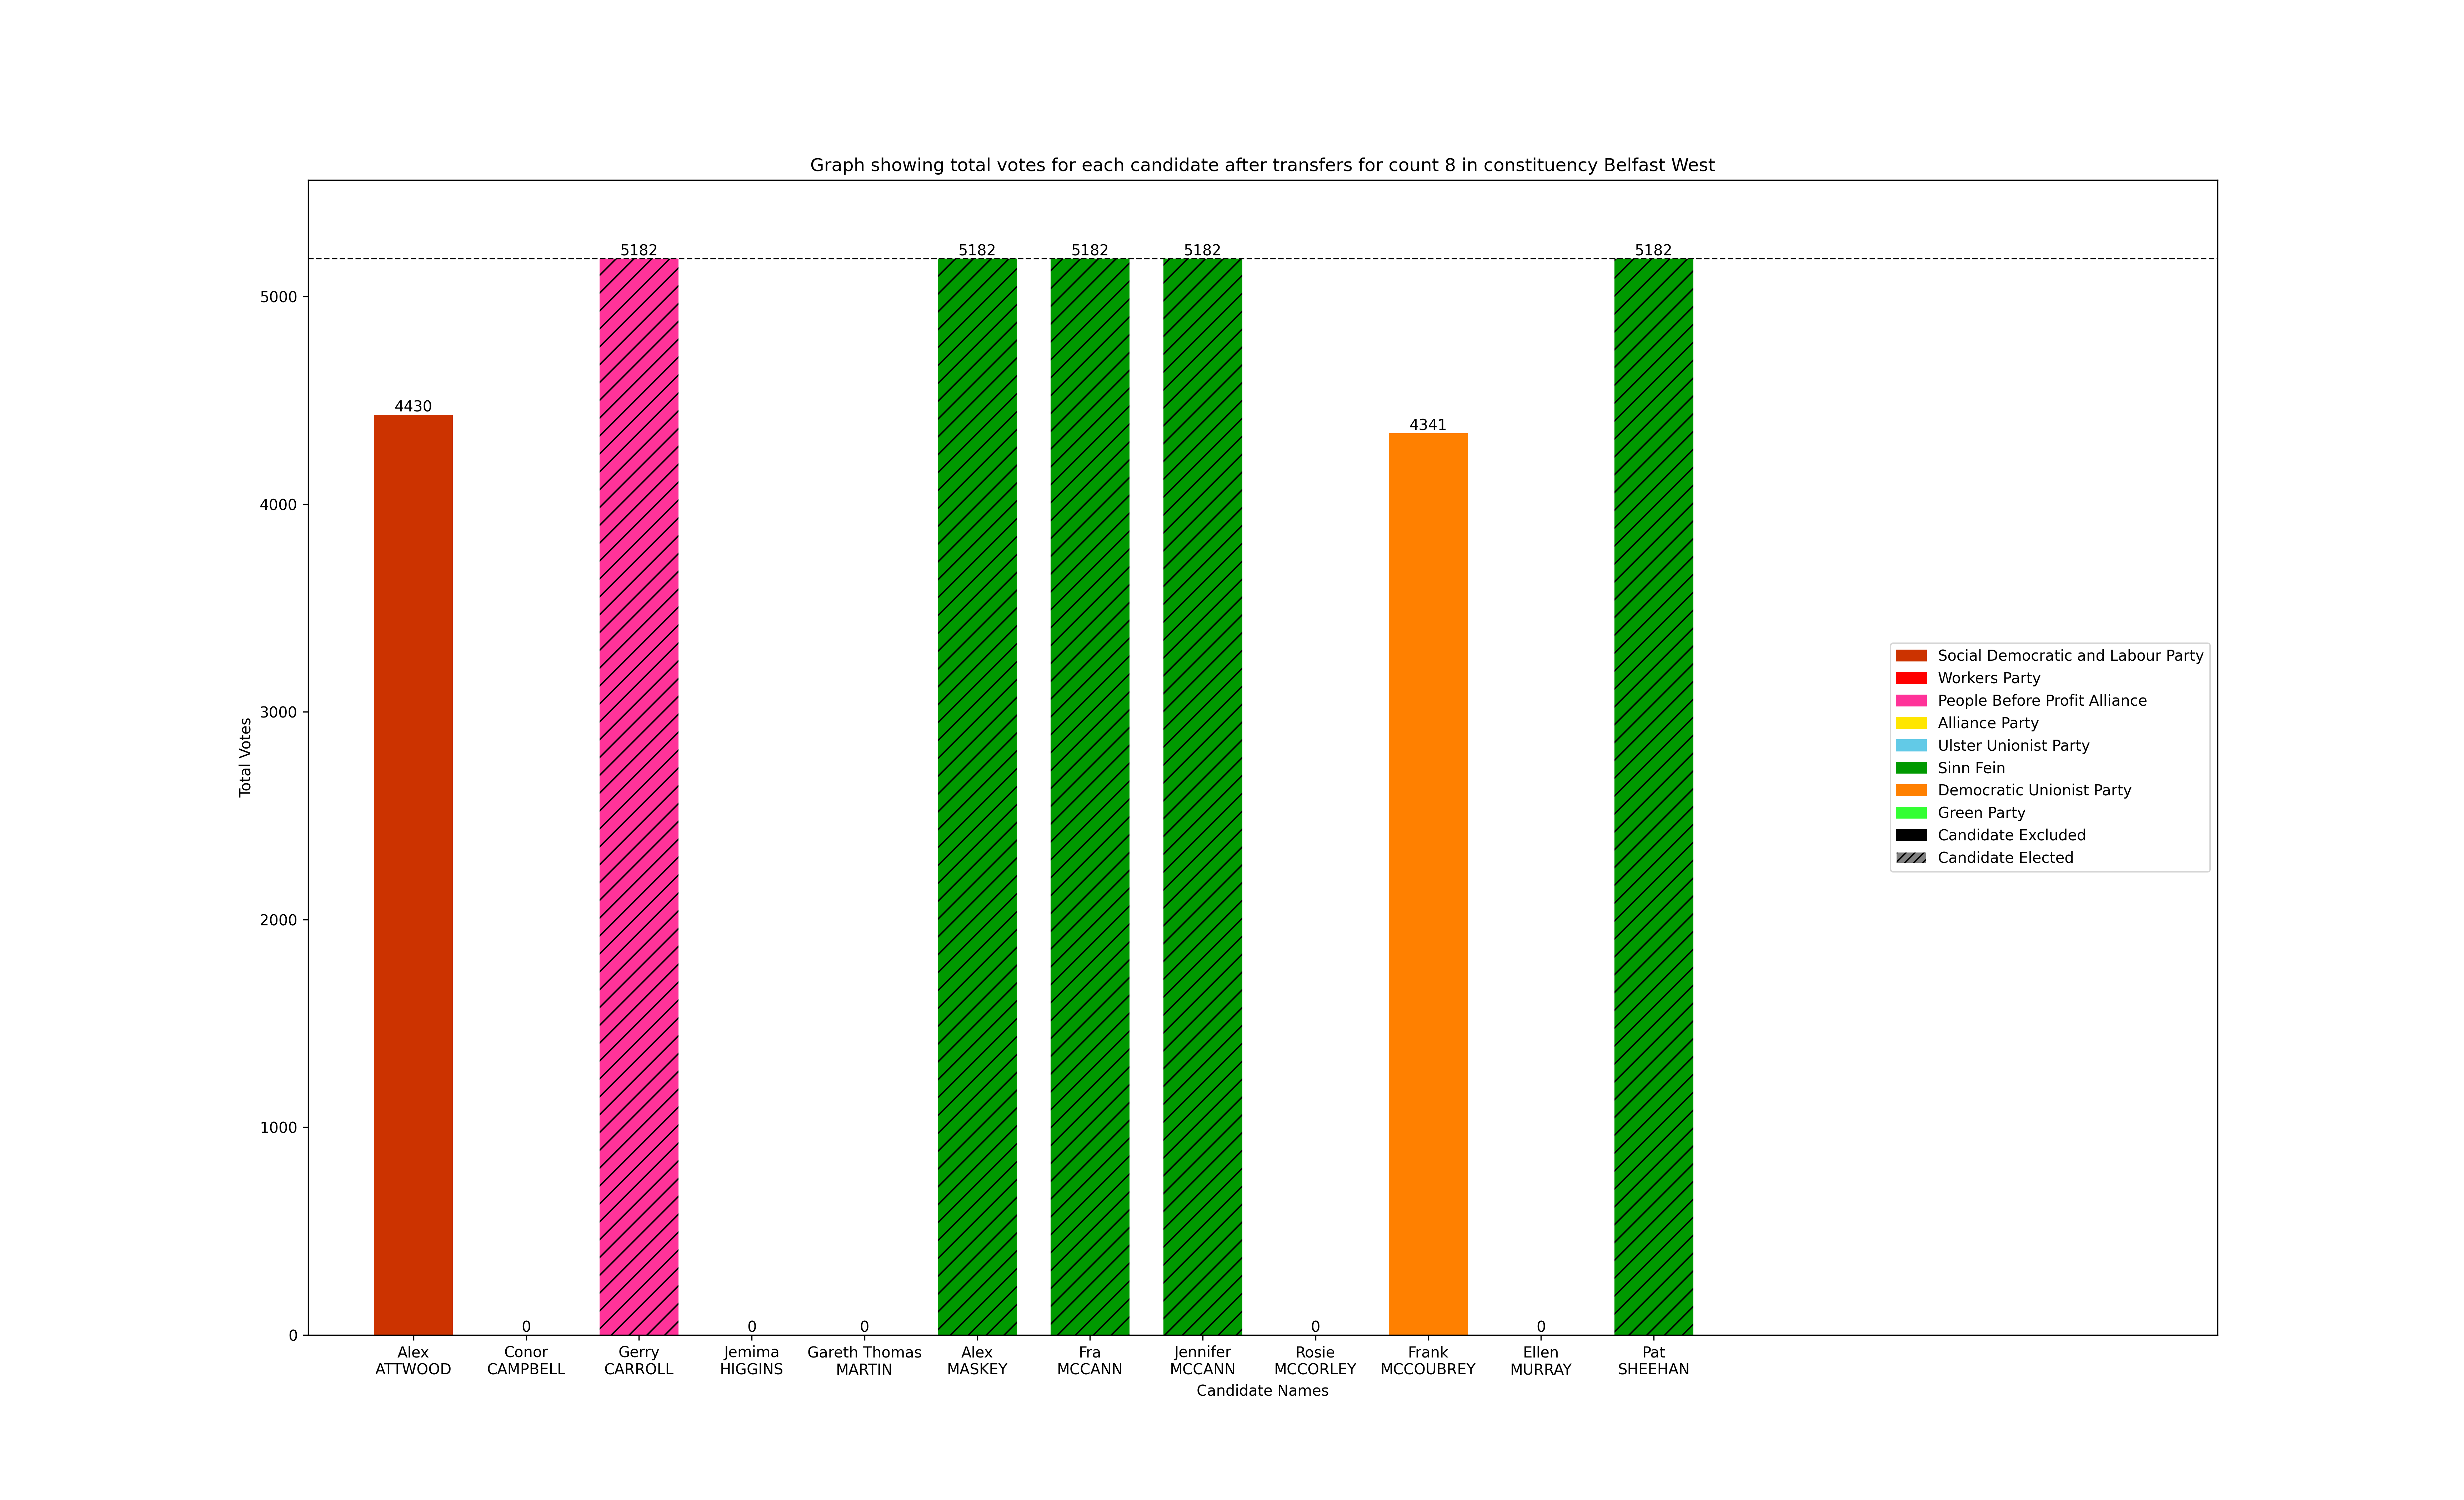 Graph showing total votes for each candidate after transfers for count 8 in constituency Belfast West
5182
5182
5182
5182
5182
5000
4430
4341
4000
3000
2000
1000
0
0
0
0
0
0
Total Votes
Social Democratic and Labour Party
Workers Party
People Before Profit Alliance
Alliance Party
Ulster Unionist Party
Sinn Fein
Democratic Unionist Party
Green Party
Candidate Excluded
Candidate Elected
Alex
ATTWOOD
Conor
CAMPBELL
Gerry
CARROLL
Jemima
HIGGINS
Gareth Thomas
MARTIN
Alex
MASKEY
Fra
MCCANN
Jennifer
MCCANN
Rosie
MCCORLEY
Frank
MCCOUBREY
Ellen
MURRAY
Pat
SHEEHAN
Candidate Names